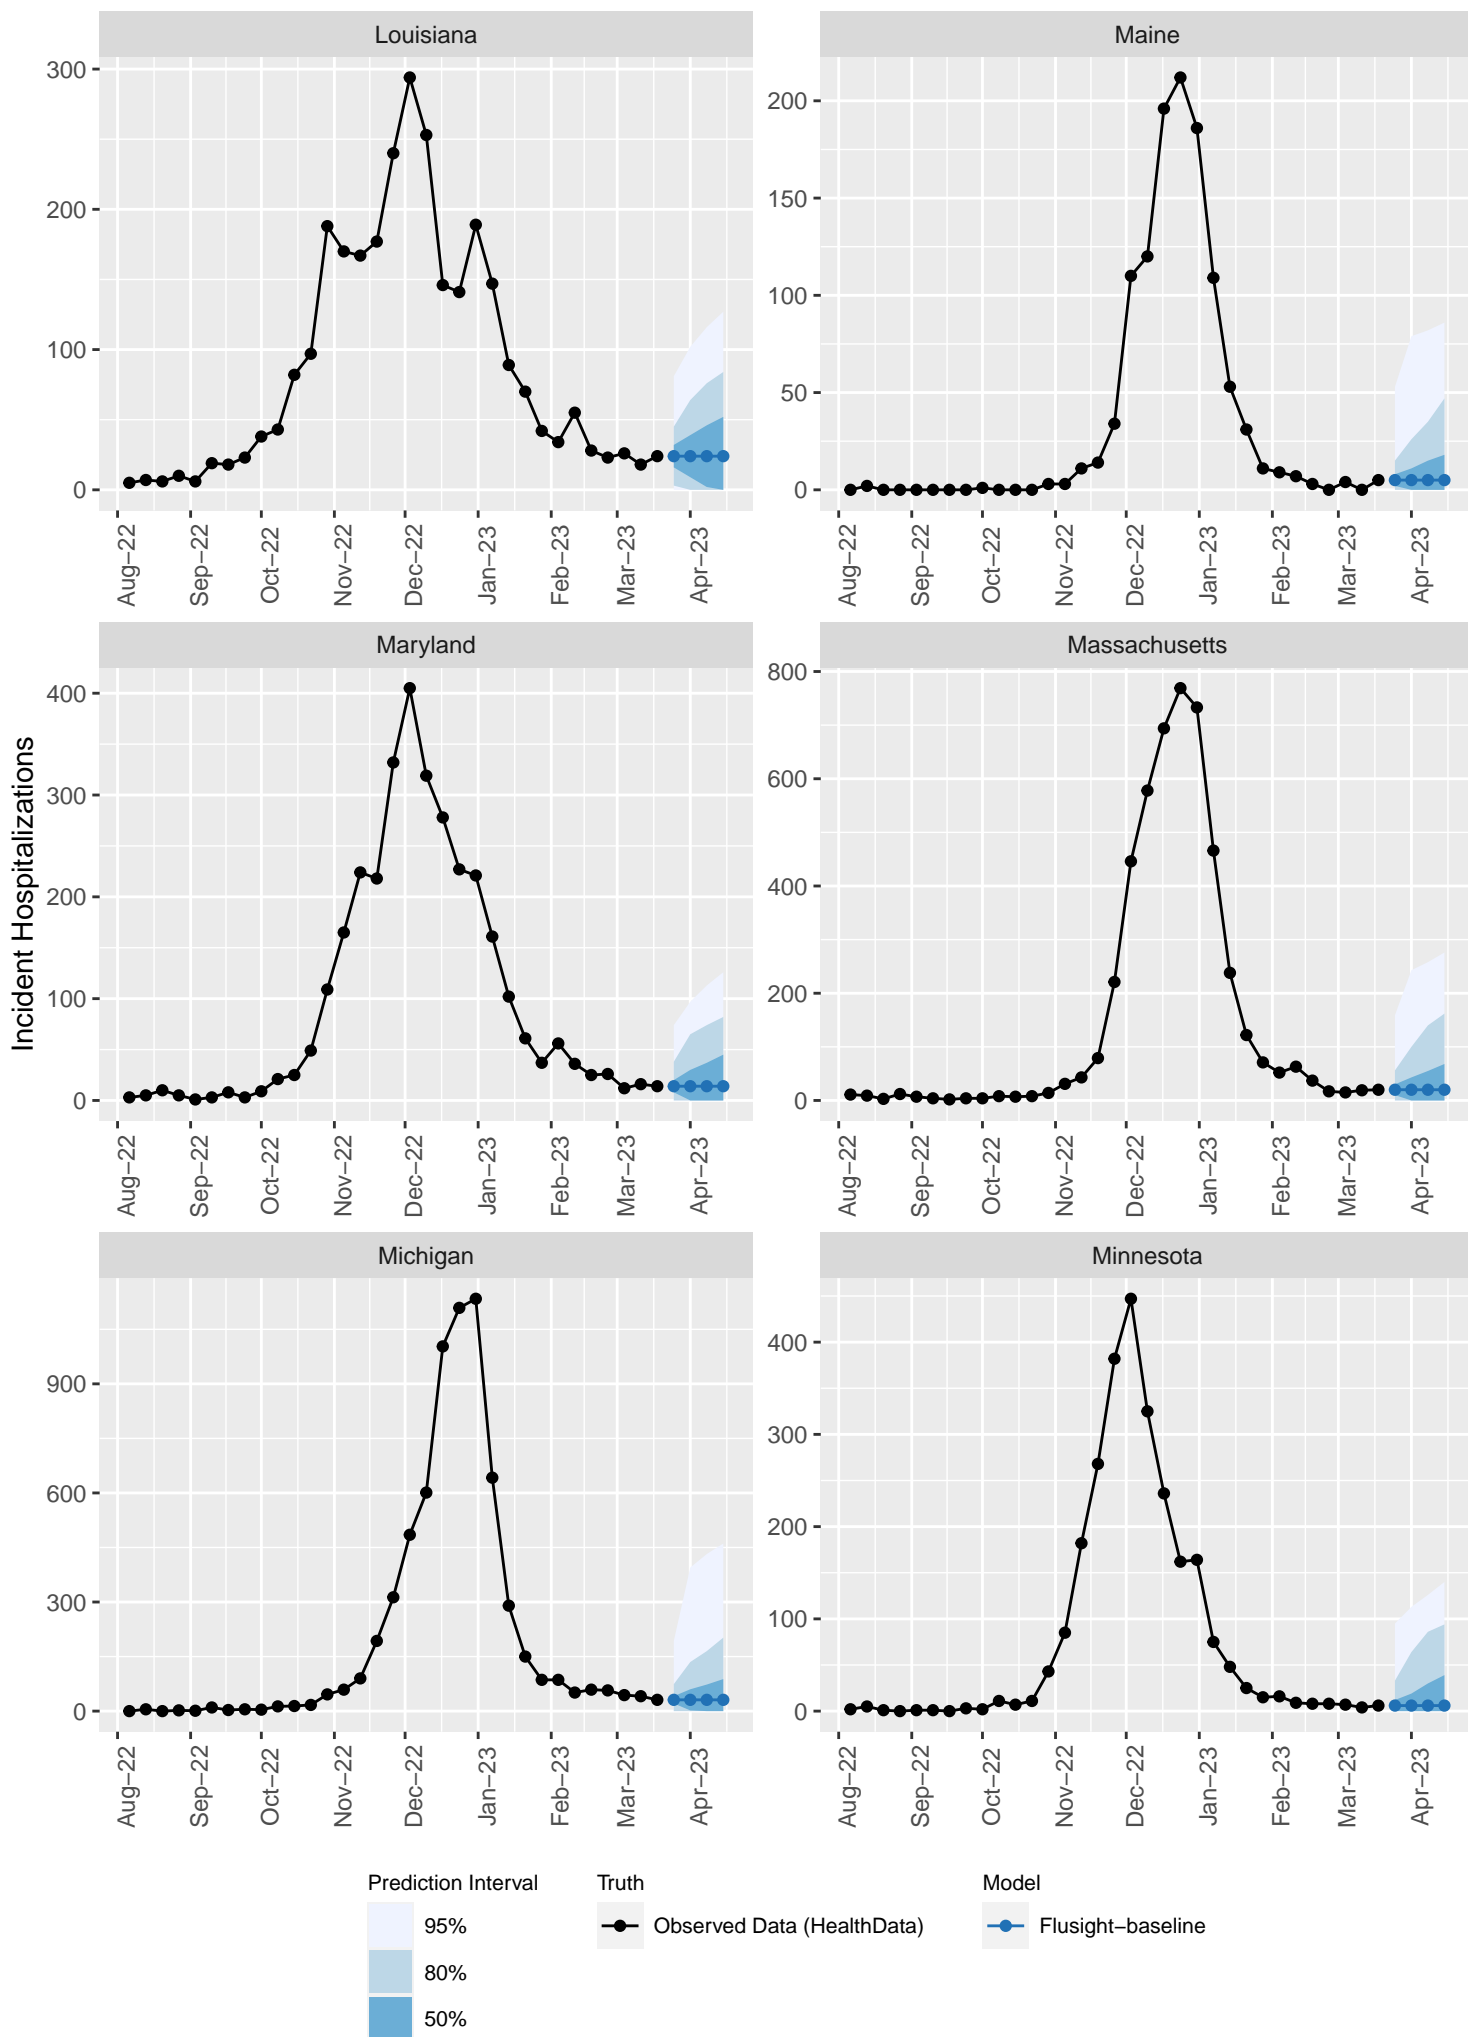 Louisiana
Maine
300
200
100
0
200
150
100
50
0
Aug−22
Sep−22
Oct−22
Nov−22
Dec−22
Jan−23
Feb−23
Mar−23
Apr−23
Aug−22
Sep−22
Oct−22
Nov−22
Dec−22
Jan−23
Feb−23
Mar−23
Apr−23
Maryland
Massachusetts
Incident Hospitalizations
400
300
200
100
0
800
600
400
200
0
Aug−22
Sep−22
Oct−22
Nov−22
Dec−22
Jan−23
Feb−23
Mar−23
Apr−23
Aug−22
Sep−22
Oct−22
Nov−22
Dec−22
Jan−23
Feb−23
Mar−23
Apr−23
Michigan
Minnesota
900
600
300
0
400
300
200
100
0
Aug−22
Sep−22
Oct−22
Nov−22
Dec−22
Jan−23
Feb−23
Mar−23
Apr−23
Aug−22
Sep−22
Oct−22
Nov−22
Dec−22
Jan−23
Feb−23
Mar−23
Apr−23
Prediction Interval
95%
80%
50%
Truth
Observed Data (HealthData)
Model
Flusight−baseline